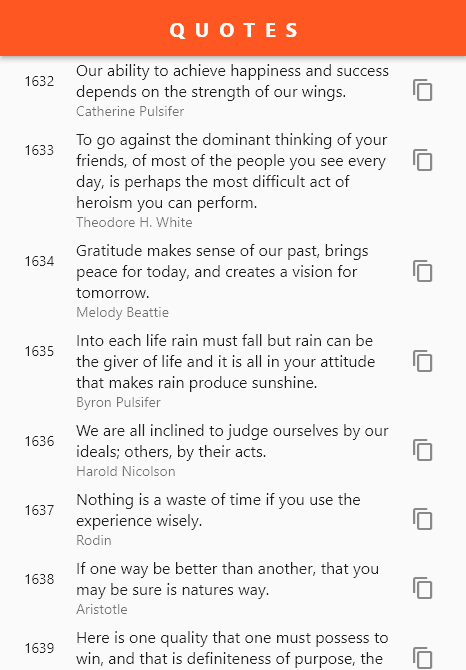 QUOTES
1632
Our ability to achieve happiness and success
depends on the strength of our wings.
Catherine Pulsifer
1633
To go against the dominant thinking of your
friends, of most of the people you see every
day, is perhaps the most difficult act of
heroism you can perform.
Theodore H. White
1634
Gratitude makes sense of our past, brings
peace for today, and creates a vision for
tomorrow.
Melody Beattie
1635
Into each life rain must fall but rain can be
the giver of life and it is all in your attitude
that makes rain produce sunshine.
Byron Pulsifer
1636
We are all inclined to judge ourselves by our
ideals; others, by their acts.
Harold Nicolson
1637
Nothing is a waste of time if you use the
experience wisely.
Rodin
1638
If one way be better than another, that you
may be sure is natures way.
Aristotle
1639
Here is one quality that one must possess to
win, and that is definiteness of purpose, the